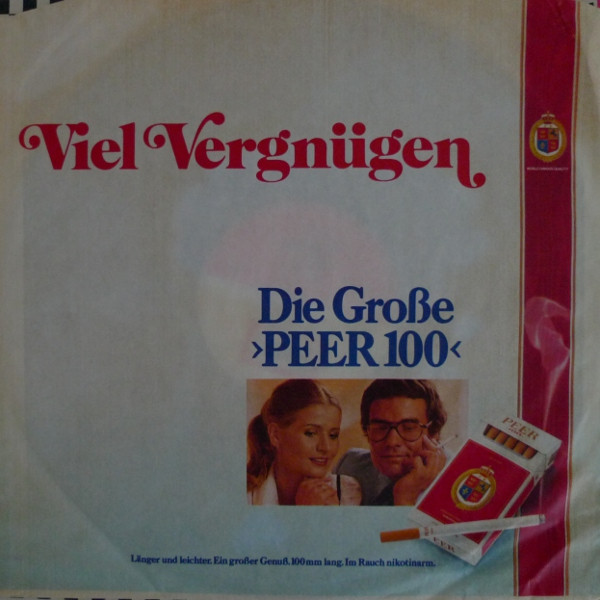 Viel Vergnügen
Die Große
›PEER 100‹
PEER
PEER
Länger und leichter. Ein großer Genuß. 100 mm lang. Im Rauch nikotinarm.